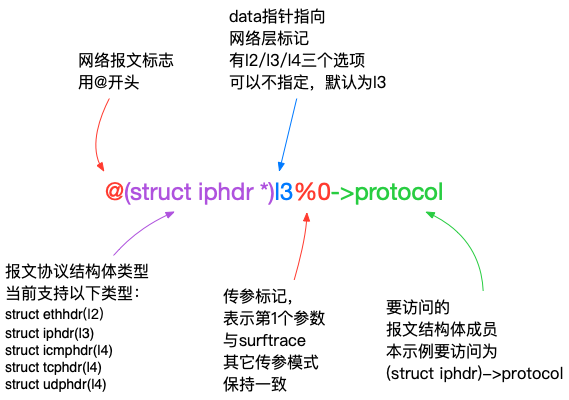 data指针指向
网络层标记
有l2/l3/l4三个选项
可以不指定，默认为l3
网络报文标志
用@开头
@(struct iphdr *)l3%0->protocol
报文协议结构体类型
当前支持以下类型：
struct ethhdr(l2)
struct iphdr(l3)
struct icmphdr(l4)
struct tcphdr(l4)
struct udphdr(l4)
传参标记，
表示第1个参数
与surftrace
其它传参模式
保持一致
要访问的
报文结构体成员
本示例要访问为
(struct iphdr)->protocol